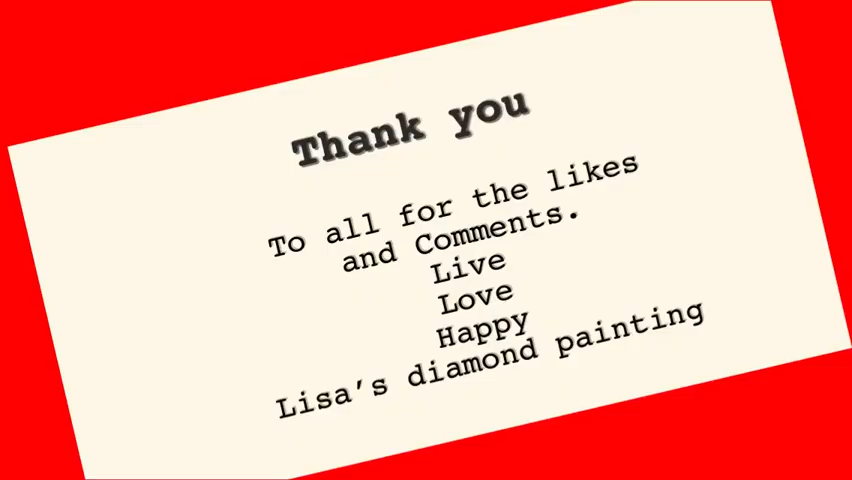 Thank you
To all for the likes
and Comments.
Live
Love
Happy
Lisa’s diamond painting